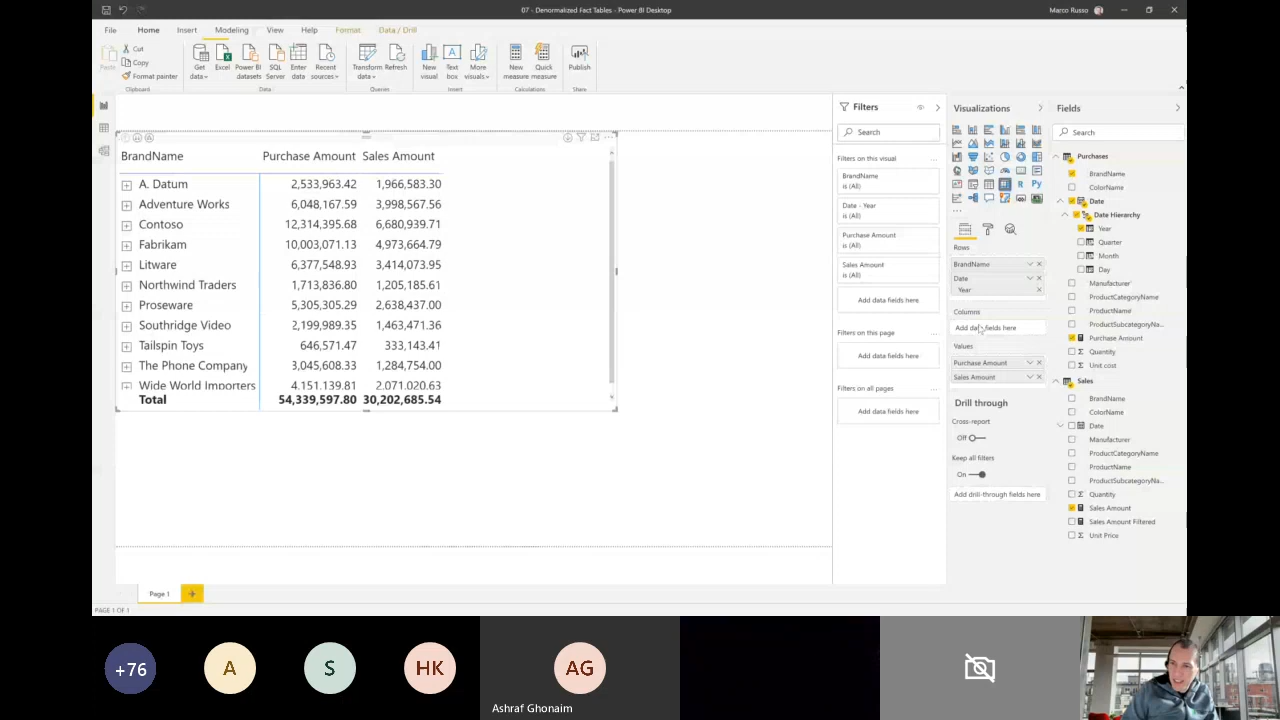 07 - Denormalized Fact Tables - Power BI Desktop
Marco Russo
File Home Insert Modeling View Help Format Data / Drill
Paste
Cut
Copy
Format painter
Clipboard
Get data
Excel
Power BI datasets
SQL Server
Enter data
Recent sources
Data
Transform data
Refresh
Queries
New visual
Text box
More visuals
Insert
New measure
Quick measure
Calculations
Publish
Share
BrandName Purchase Amount Sales Amount
A. Datum 2,533,963.42 1,966,583.30
Adventure Works 6,048,167.59 3,998,567.56
Contoso 12,314,395.68 6,680,939.71
Fabrikam 10,003,071.13 4,973,664.79
Litware 6,377,548.93 3,414,073.95
Northwind Traders 1,713,636.80 1,205,185.61
Proseware 5,305,305.29 2,638,437.00
Southridge Video 2,199,989.35 1,463,471.36
Tailspin Toys 646,571.47 333,143.41
The Phone Company 3,045,608.33 1,284,754.00
Wide World Importers 4,151,139.81 2,071,020.63
Total 54,339,597.80 30,202,685.54
Page 1
PAGE 1 OF 1
Filters
Search
Filters on this visual
BrandName
is (All)
Date - Year
is (All)
Purchase Amount
is (All)
Sales Amount
is (All)
Add data fields here
Filters on this page
Add data fields here
Filters on all pages
Add data fields here
Visualizations
R Py
Rows
BrandName
Date
Year
Columns
Add data fields here
Values
Purchase Amount
Sales Amount
Drill through
Cross-report
Off
Keep all filters
On
Add drill-through fields here
Fields
Search
Purchases
BrandName
ColorName
Date
Date Hierarchy
Year
Quarter
Month
Day
Manufacturer
ProductCategoryName
ProductName
ProductSubcategoryNa...
Purchase Amount
Quantity
Unit cost
Sales
BrandName
ColorName
Date
Manufacturer
ProductCategoryName
ProductName
ProductSubcategoryNa...
Quantity
Sales Amount
Sales Amount Filtered
Unit Price
+76
A
S
HK
AG
Ashraf Ghonaim